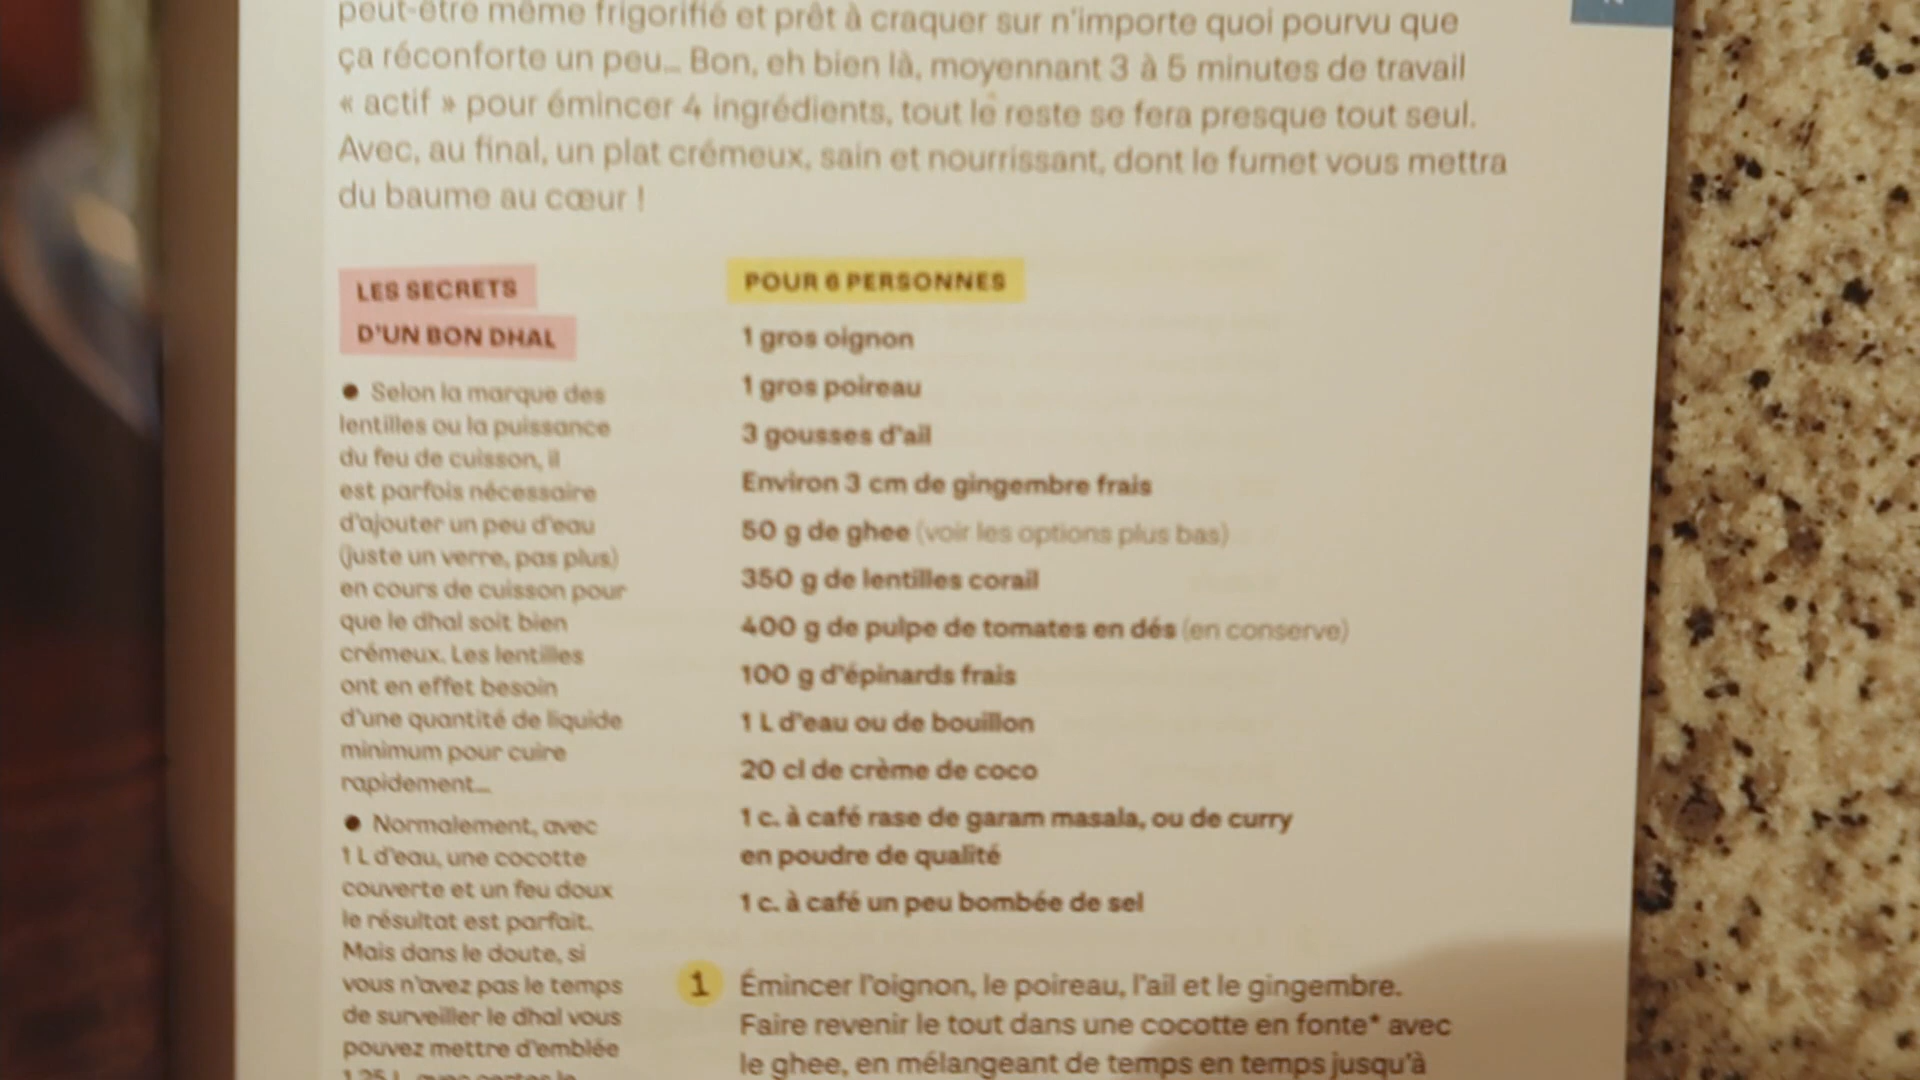 peut-être même frigorifié et prêt à craquer sur n'importe quoi pourvu que
ça réconforte un peu... Bon, eh bien là, moyennant 3 à 5 minutes de travail
« actif » pour émincer 4 ingrédients, tout le reste se fera presque tout seul.
Avec, au final, un plat crémeux, sain et nourrissant, dont le fumet vous mettra
du baume au cœur !
LES SECRETS
D'UN BON DHAL
● Selon la marque des
lentilles ou la puissance
du feu de cuisson, il
est parfois nécessaire
d'ajouter un peu d'eau
(juste un verre, pas plus)
en cours de cuisson pour
que le dhal soit bien
crémeux. Les lentilles
ont en effet besoin
d'une quantité de liquide
minimum pour cuire
rapidement...
● Normalement, avec
1 L d'eau, une cocotte
couverte et un feu doux
le résultat est parfait.
Mais dans le doute, si
vous n'avez pas le temps
de surveiller le dhal vous
pouvez mettre d'emblée
1,25 L
POUR 6 PERSONNES
1 gros oignon
1 gros poireau
3 gousses d'ail
Environ 3 cm de gingembre frais
50 g de ghee (voir les options plus bas)
350 g de lentilles corail
400 g de pulpe de tomates en dés (en conserve)
100 g d'épinards frais
1 L d'eau ou de bouillon
20 cl de crème de coco
1 c. à café rase de garam masala, ou de curry
en poudre de qualité
1 c. à café un peu bombée de sel
1 Émincer l'oignon, le poireau, l'ail et le gingembre.
Faire revenir le tout dans une cocotte en fonte* avec
le ghee, en mélangeant de temps en temps jusqu'à